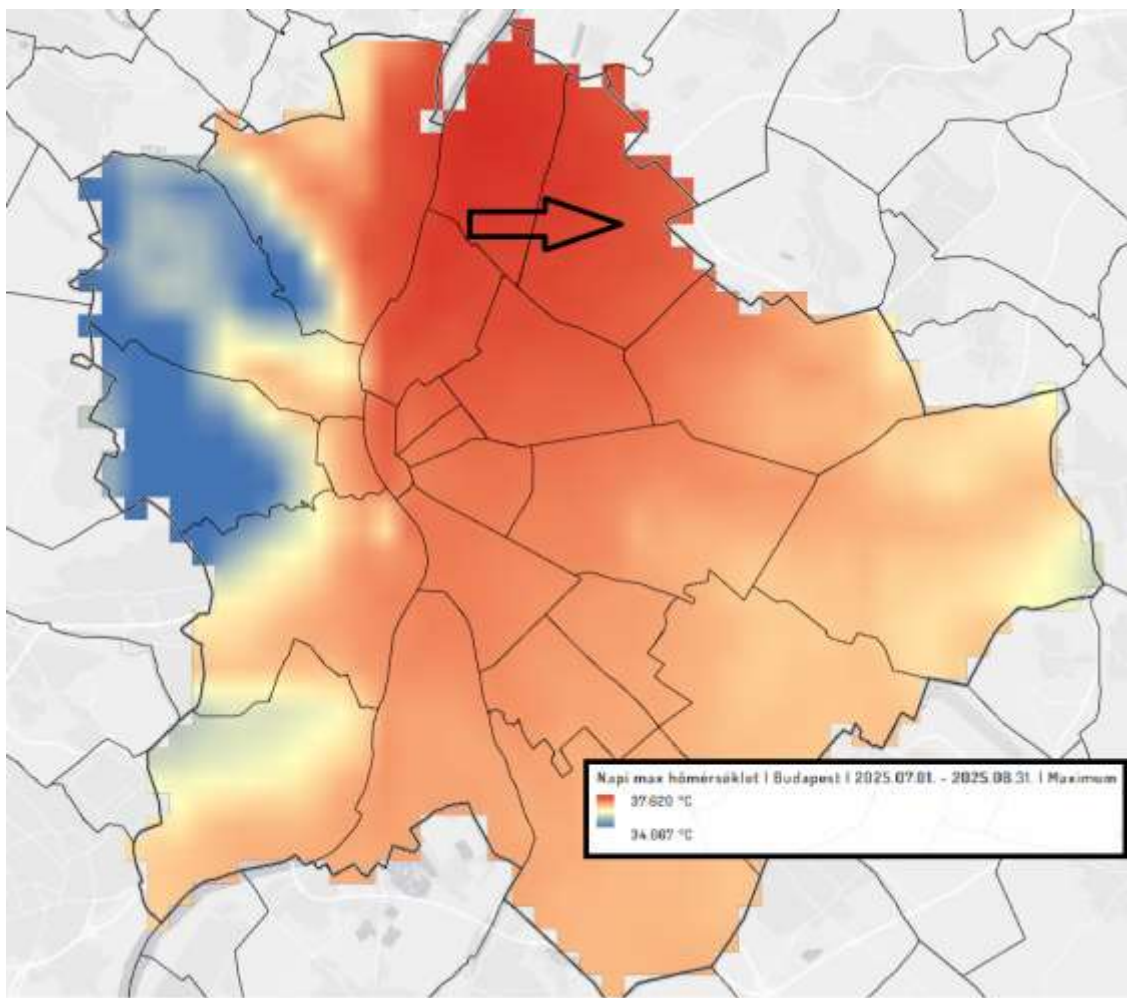 Napi max hőmérséklet | Budapest | 2025.07.01. - 2025.08.31. | Maximum
37.620 °C
34.067 °C